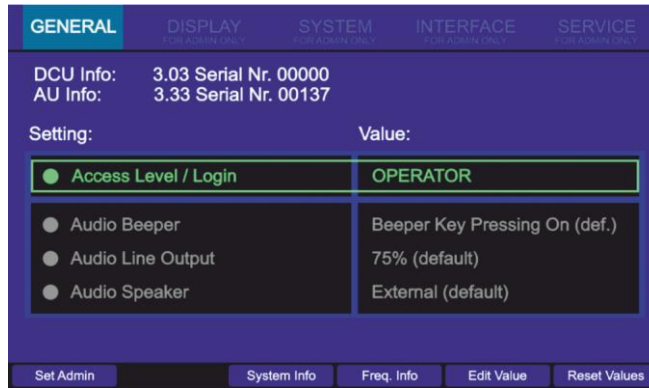 GENERAL DISPLAY SYSTEM INTERFACE SERVICE
FOR ADMIN ONLY FOR ADMIN ONLY FOR ADMIN ONLY FOR ADMIN ONLY
DCU Info: 3.03 Serial Nr. 00000
AU Info: 3.33 Serial Nr. 00137
Setting: Value:
Access Level / Login OPERATOR
Audio Beeper Beeper Key Pressing On (def.)
Audio Line Output 75% (default)
Audio Speaker External (default)
Set Admin System Info Freq. Info Edit Value Reset Values